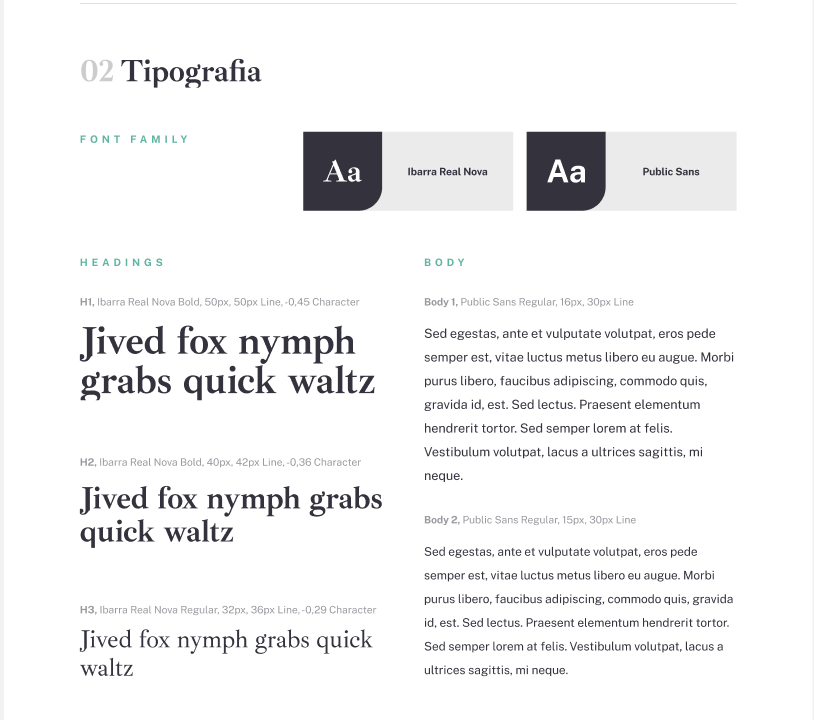 02 Tipografia
FONT FAMILY
Aa
Ibarra Real Nova
Aa
Public Sans
HEADINGS
H1, Ibarra Real Nova Bold, 50px, 50px Line, -0,45 Character
Jived fox nymph
grabs quick waltz
H2, Ibarra Real Nova Bold, 40px, 42px Line, -0,36 Character
Jived fox nymph grabs
quick waltz
H3, Ibarra Real Nova Regular, 32px, 36px Line, -0,29 Character
Jived fox nymph grabs quick
waltz
BODY
Body 1, Public Sans Regular, 16px, 30px Line
Sed egestas, ante et vulputate volutpat, eros pede
semper est, vitae luctus metus libero eu augue. Morbi
purus libero, faucibus adipiscing, commodo quis,
gravida id, est. Sed lectus. Praesent elementum
hendrerit tortor. Sed semper lorem at felis.
Vestibulum volutpat, lacus a ultrices sagittis, mi
neque.
Body 2, Public Sans Regular, 15px, 30px Line
Sed egestas, ante et vulputate volutpat, eros pede
semper est, vitae luctus metus libero eu augue. Morbi
purus libero, faucibus adipiscing, commodo quis, gravida
id, est. Sed lectus. Praesent elementum hendrerit tortor.
Sed semper lorem at felis. Vestibulum volutpat, lacus a
ultrices sagittis, mi neque.